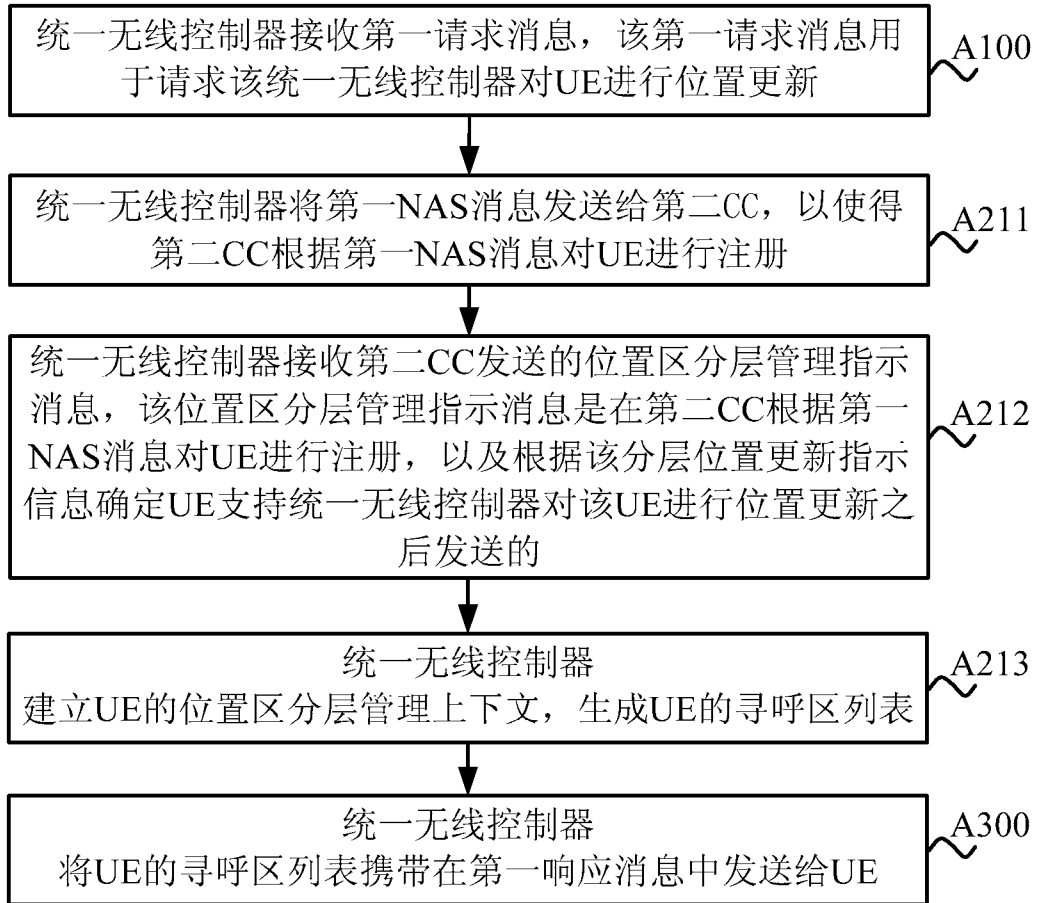 统一无线控制器接收第一请求消息，该第一请求消息用
于请求该统一无线控制器对UE进行位置更新
A100
统一无线控制器将第一NAS消息发送给第二CC，以使得
第二CC根据第一NAS消息对UE进行注册
A211
统一无线控制器接收第二CC发送的位置区分层管理指示
消息，该位置区分层管理指示消息是在第二CC根据第一
NAS消息对UE进行注册，以及根据该分层位置更新指示
信息确定UE支持统一无线控制器对该UE进行位置更新之
后发送的
A212
统一无线控制器
建立UE的位置区分层管理上下文，生成UE的寻呼区列表
A213
统一无线控制器
将UE的寻呼区列表携带在第一响应消息中发送给UE
A300